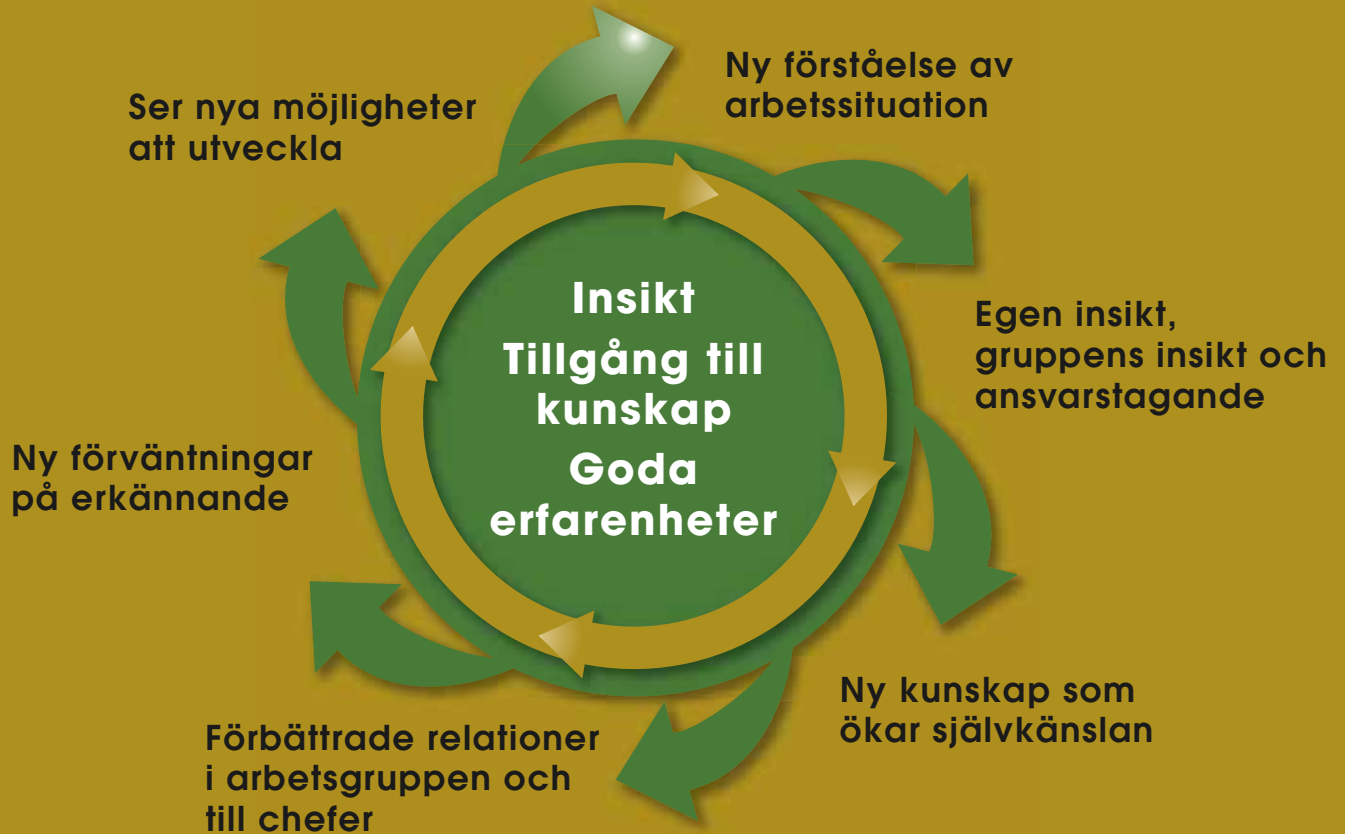 Ny förståelse av
arbetssituation
Egen insikt,
gruppens insikt och
ansvarstagande
Ny kunskap som
ökar självkänslan
Förbättrade relationer
i arbetsgruppen och
till chefer
Ny förväntningar
på erkännande
Ser nya möjligheter
att utveckla
Insikt
Tillgång till
kunskap
Goda
erfarenheter